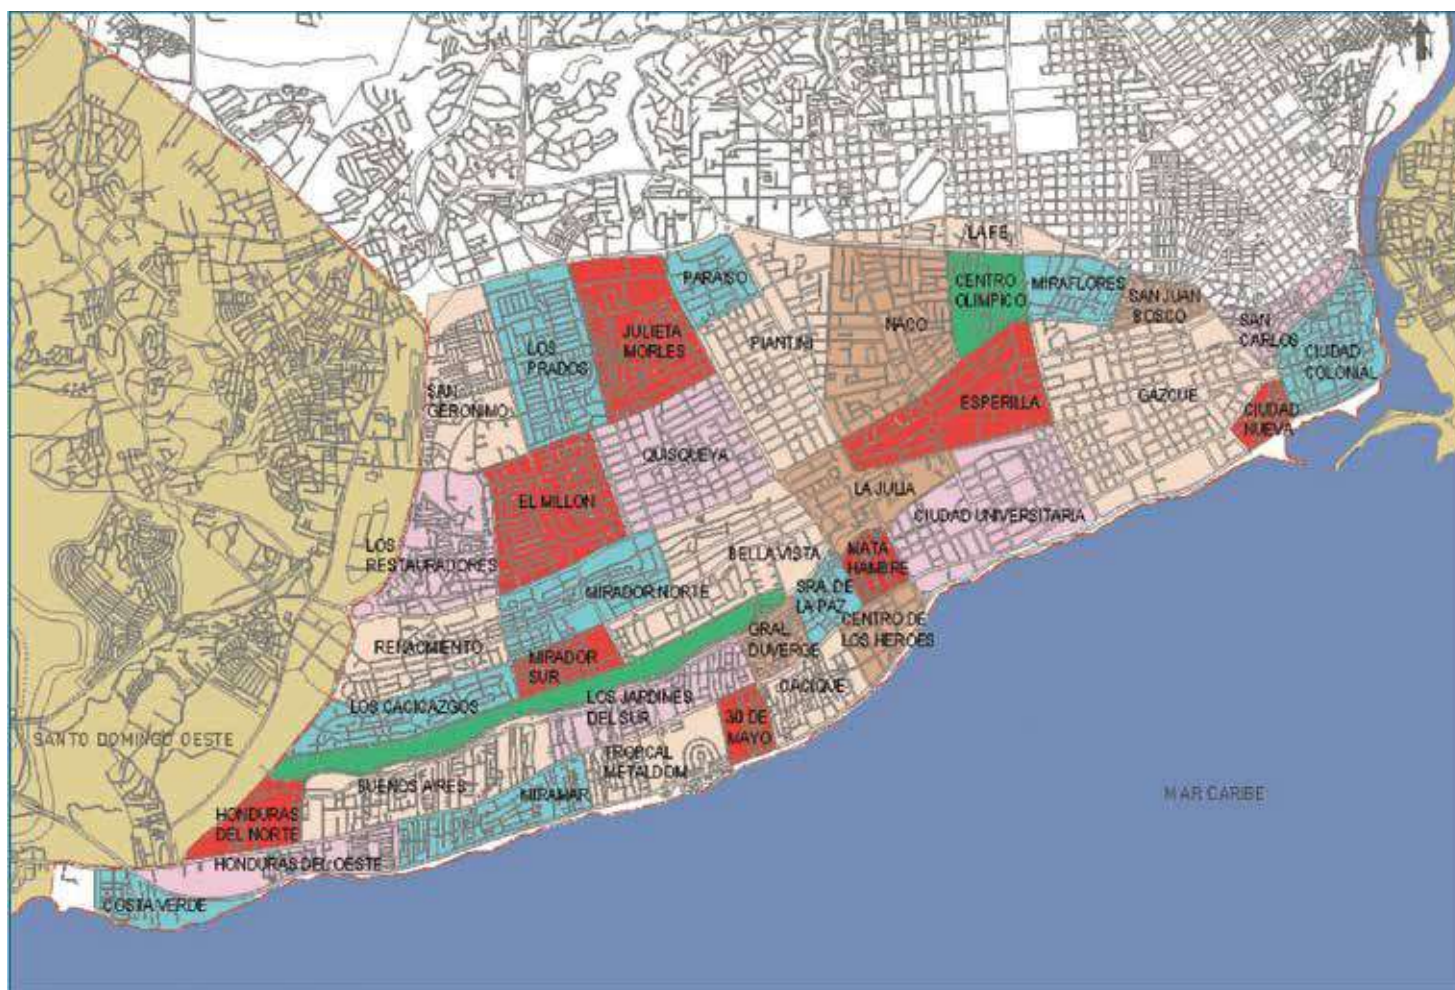 LA FE
PARAISO
CENTRO
OLIMPICO
MIRAFLORES
SAN JUAN
BOSCO
JULIETA
MORLES
NACO
PIANTINI
SAN
CARLOS
LOS
PRADOS
CIUDAD
COLONIAL
SAN
GERONIMO
ESPERILLA
GAZCUE
CIUDAD
NUEVA
QUISQUEYA
EL MILLON
LA JULIA
CIUDAD UNIVERSITARIA
LOS
RESTAURADORES
BELLA VISTA
MATA
HAMBRE
MIRADOR NORTE
SRA. DE
LA PAZ
CENTRO DE
LOS HEROES
GRAL
DUVERGE
RENACIMIENTO
MIRADOR
SUR
CACIQUE
LOS CACICAZGOS
LOS JARDINES
DEL SUR
30 DE
MAYO
SANTO DOMINGO OESTE
TROPCAL
METALDOM
BUENOS AIRES
MIRAMAR
MAR CARIBE
HONDURAS
DEL NORTE
HONDURAS DEL OESTE
COSTA VERDE